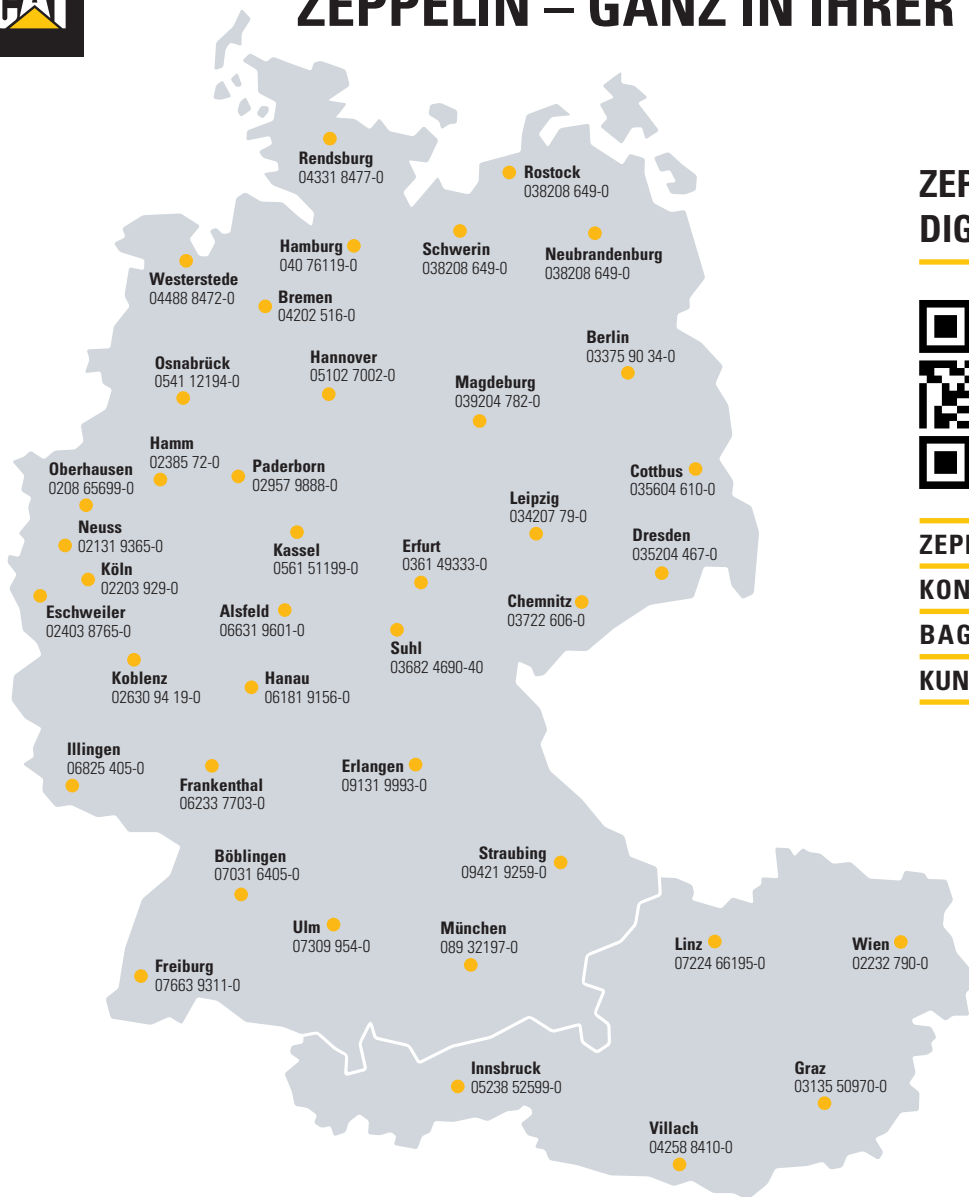 ZEPPELIN – GANZ IN IHRER
Rendsburg
04331 8477-0
Rostock
038208 649-0
Hamburg
040 76119-0
Schwerin
038208 649-0
Neubrandenburg
038208 649-0
Westerstede
04488 8472-0
Bremen
04202 516-0
Berlin
03375 90 34-0
Osnabrück
0541 12194-0
Hannover
05102 7002-0
Magdeburg
039204 782-0
Hamm
02385 72-0
Oberhausen
0208 65699-0
Paderborn
02957 9888-0
Cottbus
035604 610-0
Leipzig
034207 79-0
Neuss
02131 9365-0
Kassel
0561 51199-0
Erfurt
0361 49333-0
Dresden
035204 467-0
Köln
02203 929-0
Eschweiler
02403 8765-0
Alsfeld
06631 9601-0
Chemnitz
03722 606-0
Suhl
03682 4690-40
Koblenz
02630 94 19-0
Hanau
06181 9156-0
Illingen
06825 405-0
Frankenthal
06233 7703-0
Erlangen
09131 9993-0
Böblingen
07031 6405-0
Straubing
09421 9259-0
Ulm
07309 954-0
München
089 32197-0
Freiburg
07663 9311-0
Linz
07224 66195-0
Wien
02232 790-0
Innsbruck
05238 52599-0
Graz
03135 50970-0
Villach
04258 8410-0
ZEP
DIG
ZEPI
KON
BAG
KUN